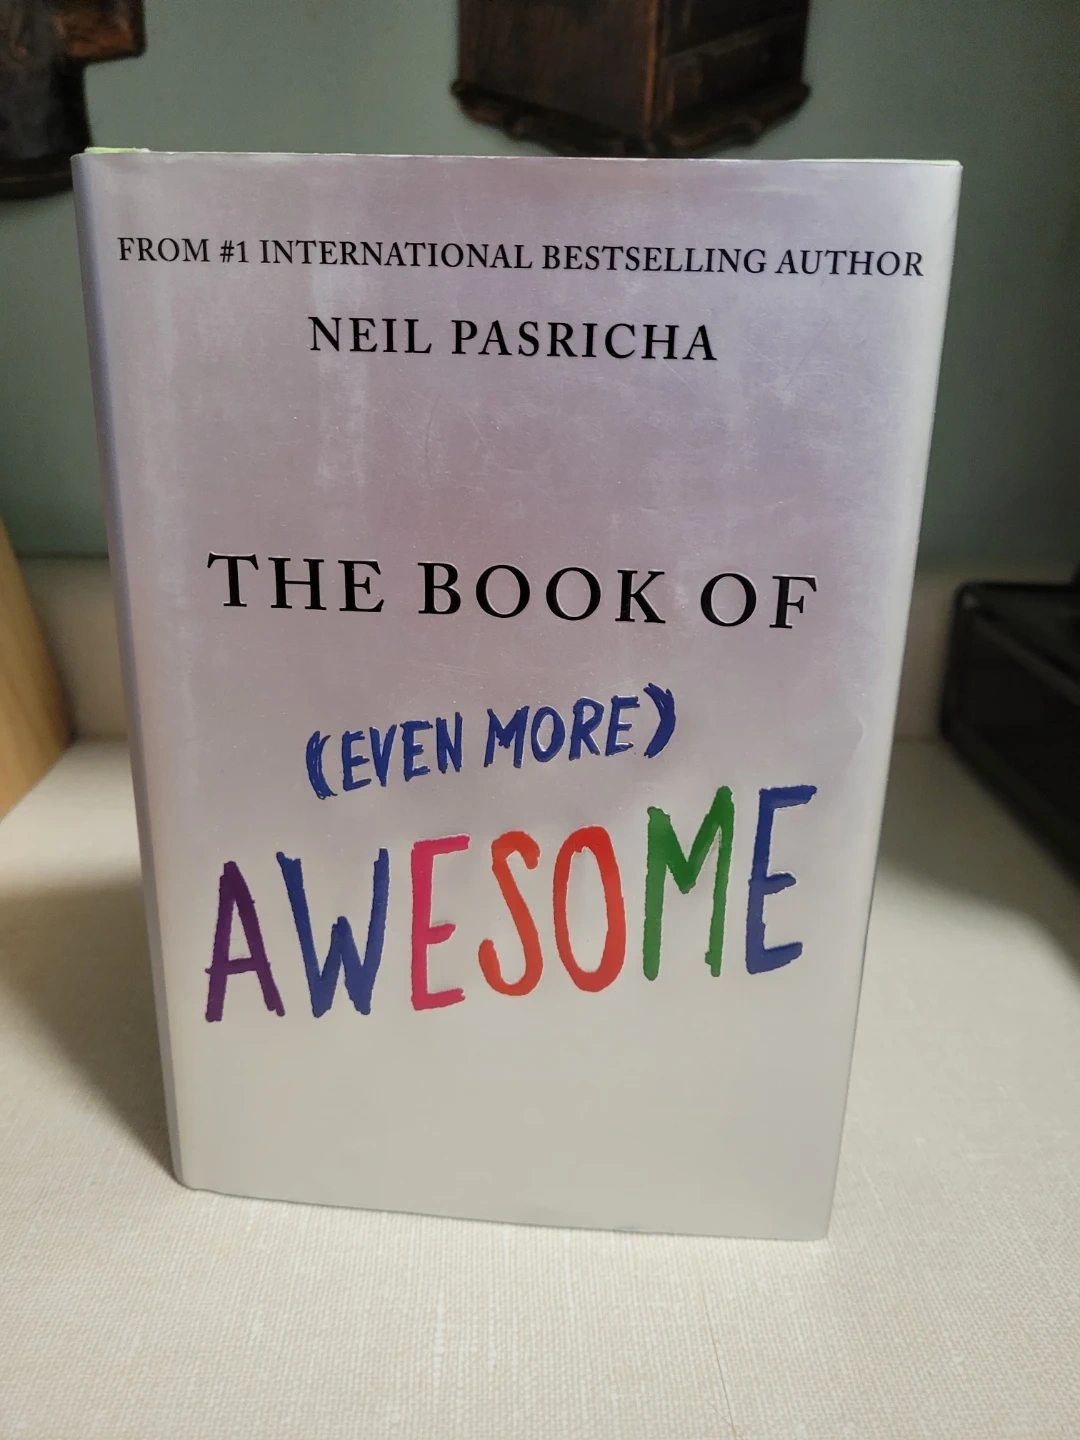 FROM #1 INTERNATIONAL BESTSELLING AUTHOR
NEIL PASRICHA
THE BOOK OF
(EVEN MORE)
AWESOME